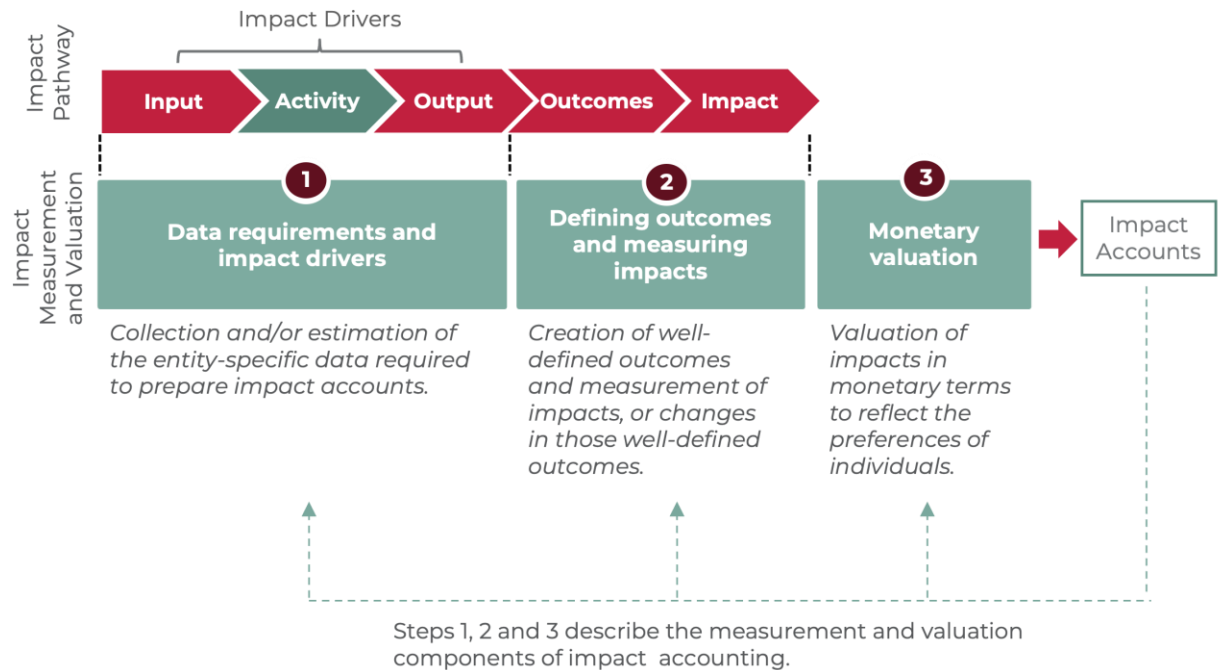 Impact Drivers
Impact
Pathway
Input
Activity
Output
Outcomes
Impact
Impact
Measurement
and Valuation
1
Data requirements and
impact drivers
2
Defining outcomes
and measuring
impacts
3
Monetary
valuation
Impact
Accounts
Collection and/or estimation of
the entity-specific data required
to prepare impact accounts.
Creation of well-
defined outcomes
and measurement of
impacts, or changes
in those well-defined
outcomes.
Valuation of
impacts in
monetary terms
to reflect the
preferences of
individuals.
Steps 1, 2 and 3 describe the measurement and valuation
components of impact accounting.